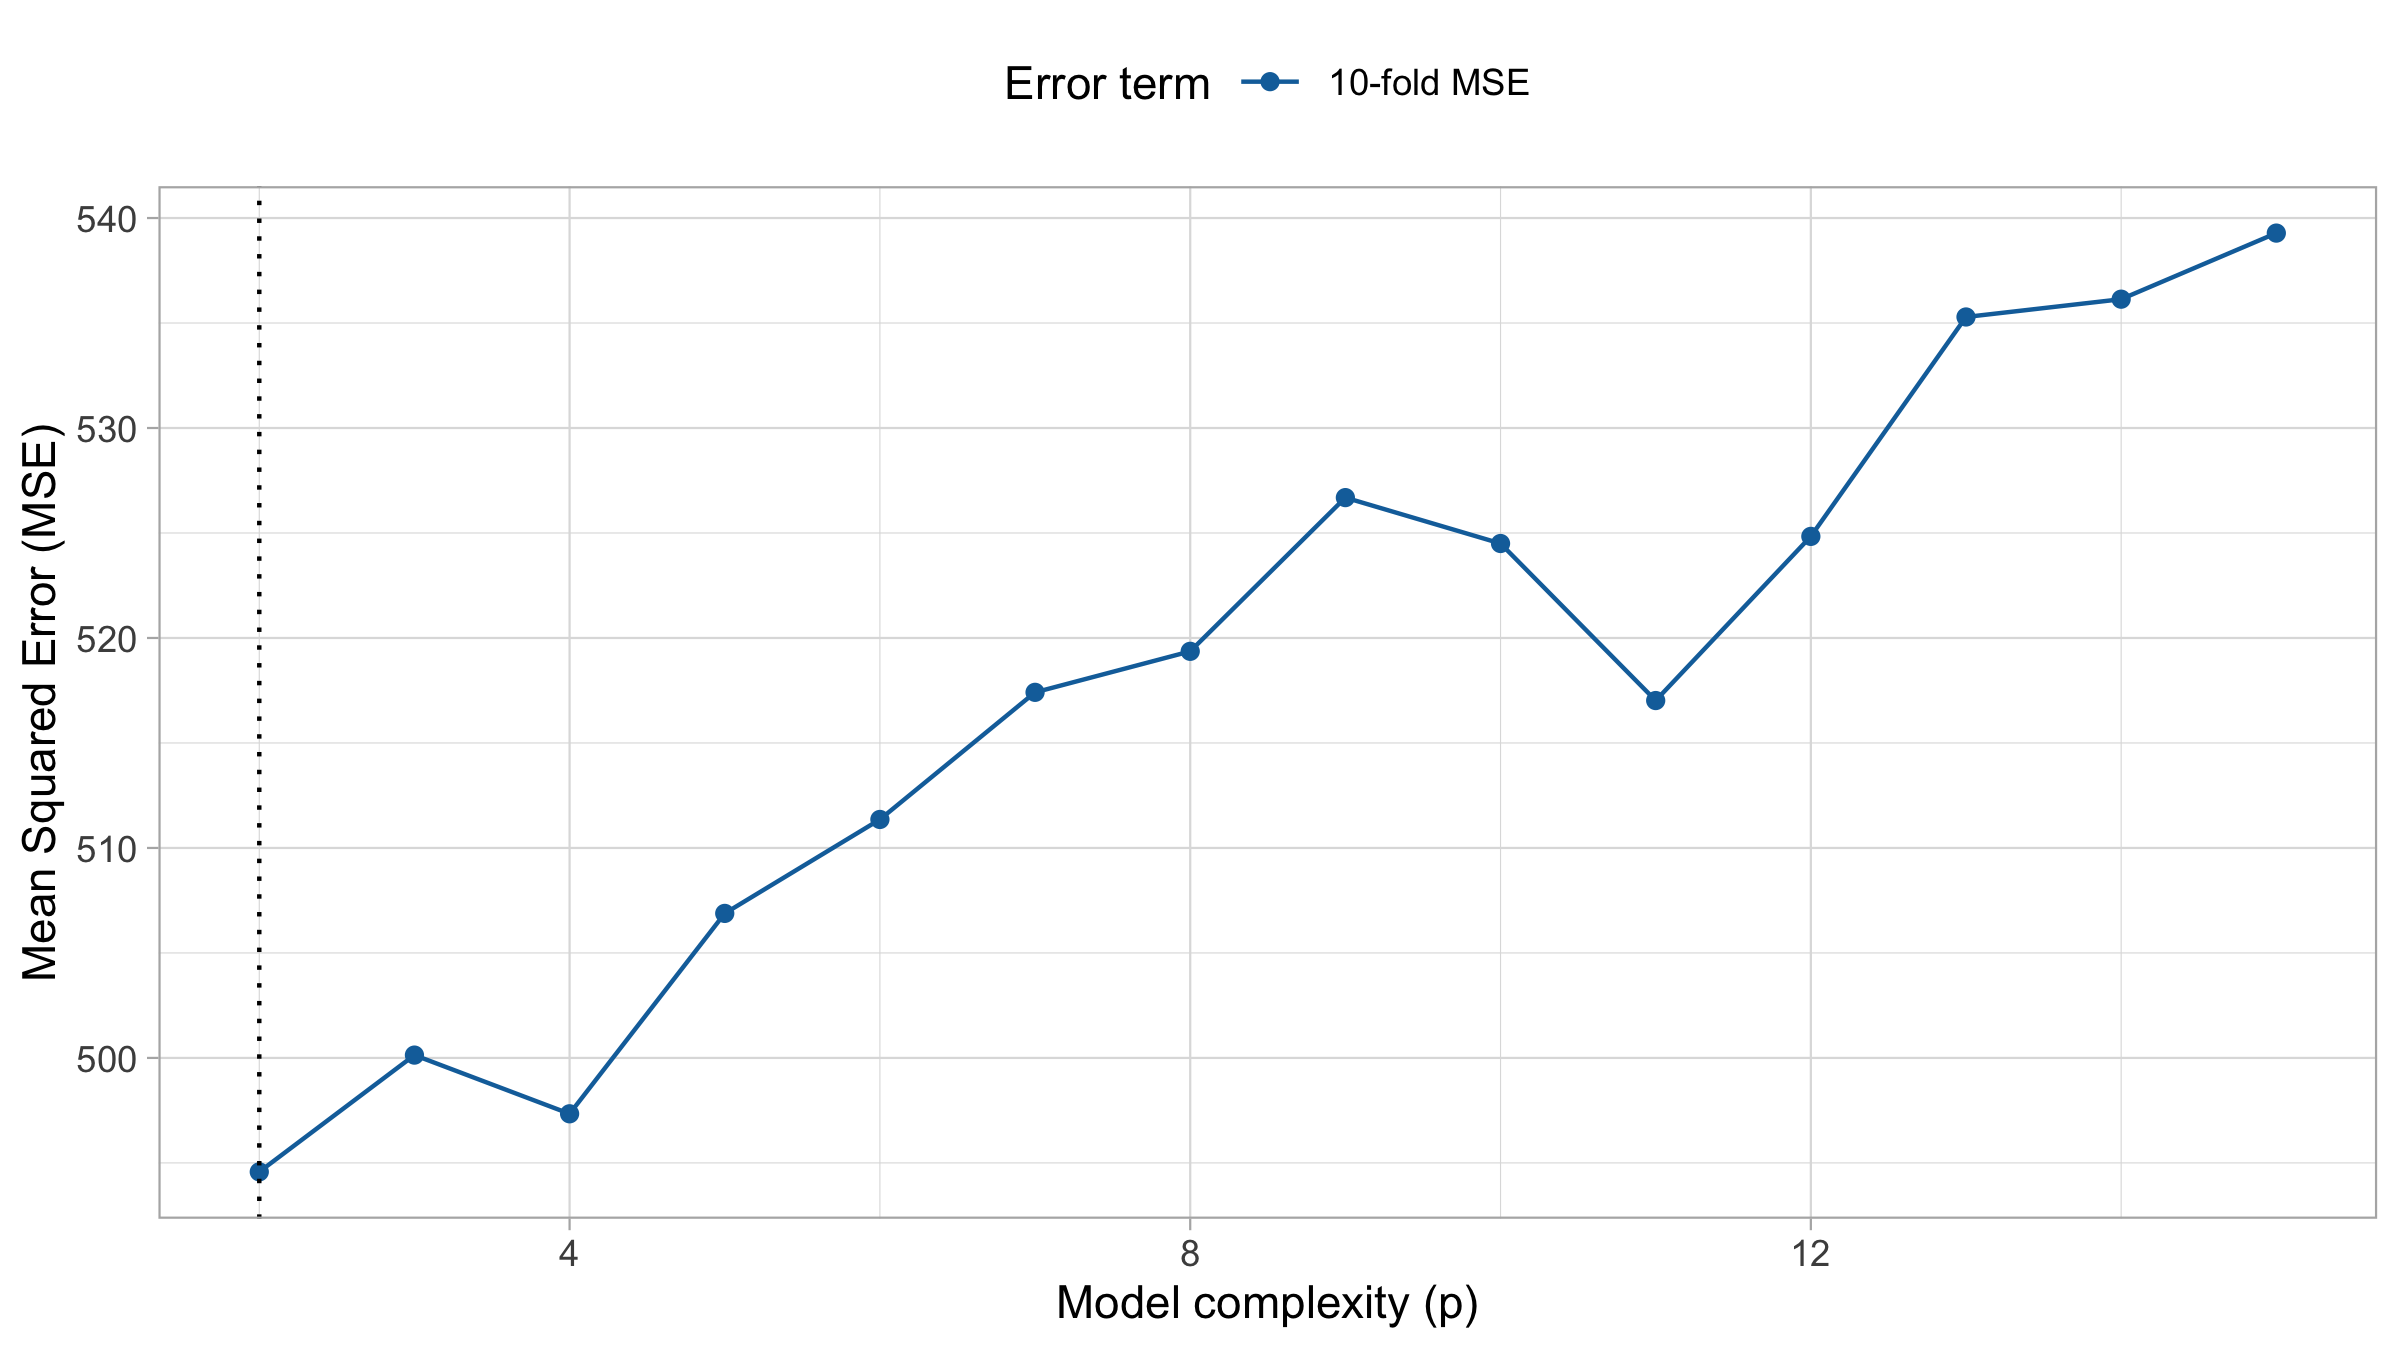 Error term 10-fold MSE
540
530
520
510
500
Mean Squared Error (MSE)
4 8 12
Model complexity (p)